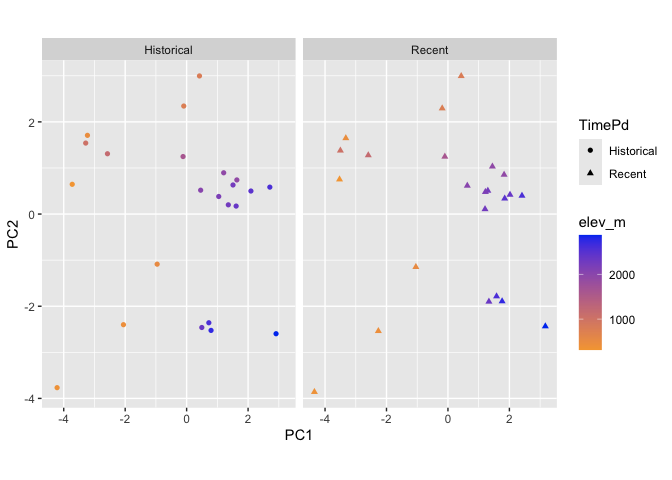 Historical
Recent
PC2
2
0
-2
-4
-4
-2
0
2
-4
-2
0
2
PC1
TimePd
Historical
Recent
elev_m
2000
1000